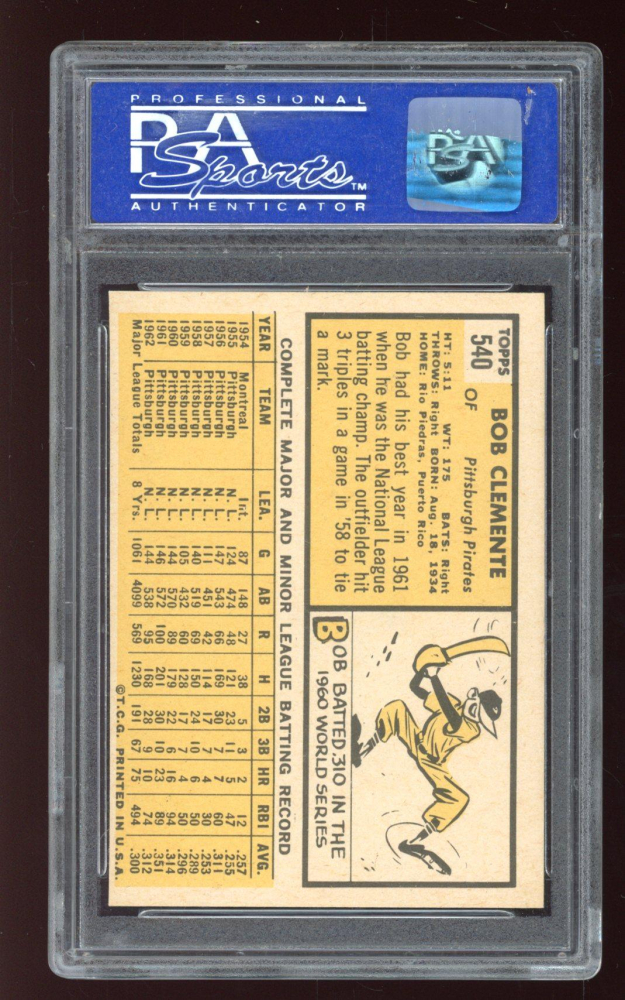 PROFESSIONAL
PSA
Sports™
AUTHENTICATOR
PSA
TOPPS
540
BOB CLEMENTE
OF Pittsburgh Pirates
HT: 5:11 WT: 175 BATS: Right
THROWS: Right BORN: Aug 18, 1934
HOME: Rio Piedras, Puerto Rico
Bob had his best year in 1961
when he was the National League
batting champ. The outfielder hit
3 triples in a game in '58 to tie
a mark.
BOB BATTED .310 IN THE
1960 WORLD SERIES
COMPLETE MAJOR AND MINOR LEAGUE BATTING RECORD
YEAR TEAM LEA. G AB R H 2B 3B HR RBI AVG.
1954 Montreal Int. 87 148 27 38 5 3 2 12 .257
1955 Pittsburgh N. L. 124 474 48 121 23 11 5 47 .255
1956 Pittsburgh N. L. 147 543 66 169 30 7 7 60 .311
1957 Pittsburgh N. L. 111 451 42 114 17 7 4 30 .253
1958 Pittsburgh N. L. 140 519 69 150 24 10 6 50 .289
1959 Pittsburgh N. L. 105 432 60 128 17 7 4 50 .296
1960 Pittsburgh N. L. 144 570 89 179 22 6 16 94 .314
1961 Pittsburgh N. L. 146 572 100 201 30 10 23 89 .351
1962 Pittsburgh N. L. 144 538 95 168 28 9 10 74 .312
Major League Totals 8 Yrs. 1061 4099 569 1230 191 67 75 494 .300
©T.C.G. PRINTED IN U.S.A.